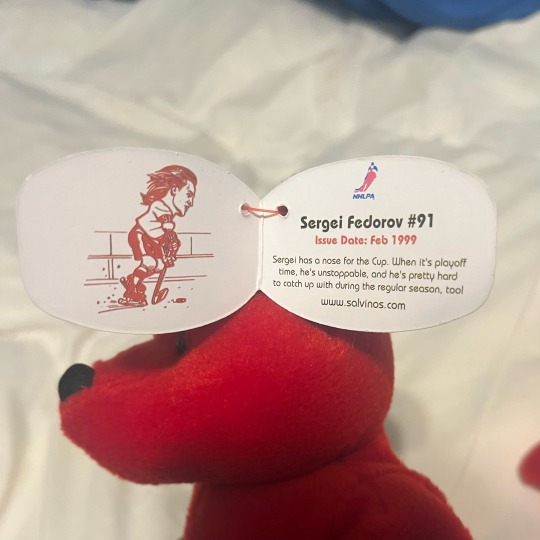 NHLPA
Sergei Fedorov #91
Issue Date: Feb 1999
Sergei has a nose for the Cup. When it's playoff
time, he's unstoppable, and he's pretty hard
to catch up with during the regular season, too!
www.salvinos.com